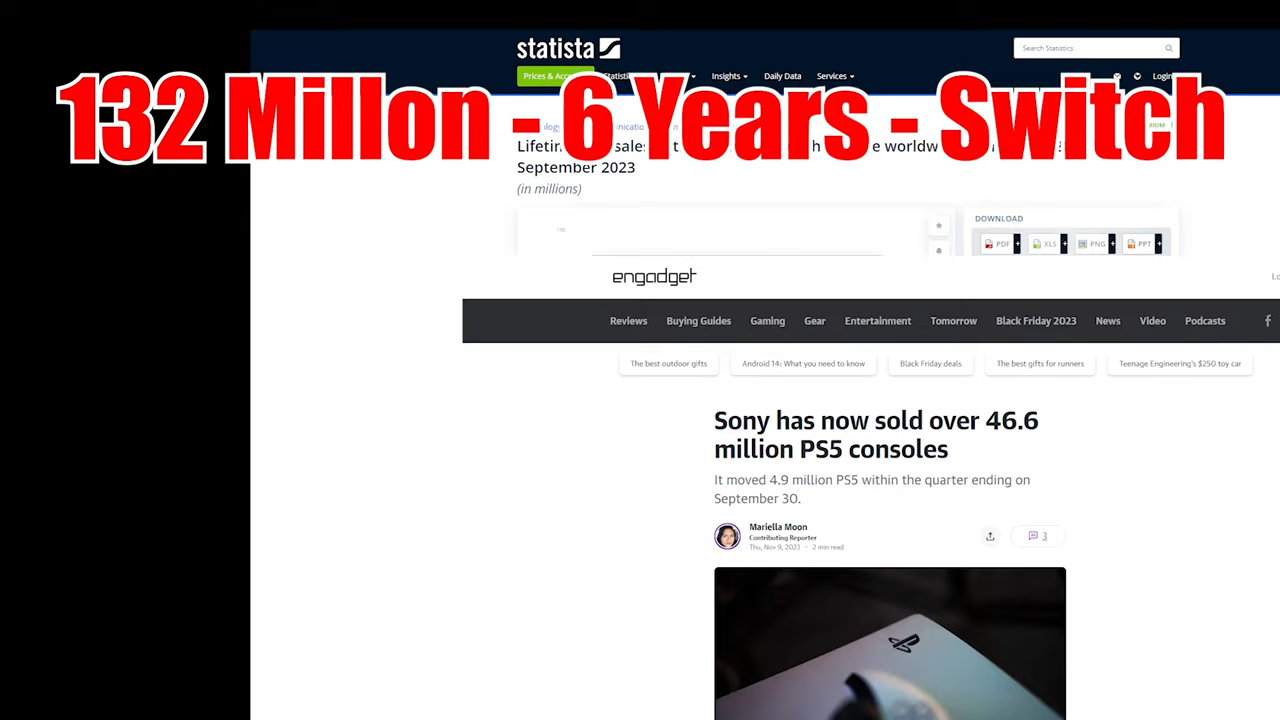 statista
Search Statistics
Prices & Access
Insights
Daily Data
Services
Login
132 Millon - 6 Years - Switch
September 2023
(in millions)
DOWNLOAD
PDF +
XLS +
PNG +
PPT +
engadget
Reviews
Buying Guides
Gaming
Gear
Entertainment
Tomorrow
Black Friday 2023
News
Video
Podcasts
The best outdoor gifts
Android 14: What you need to know
Black Friday deals
The best gifts for runners
Teenage Engineering's $250 toy car
Sony has now sold over 46.6
million PS5 consoles
It moved 4.9 million PS5 within the quarter ending on
September 30.
Mariella Moon
Contributing Reporter
Thu, Nov 9, 2023 · 2 min read
3